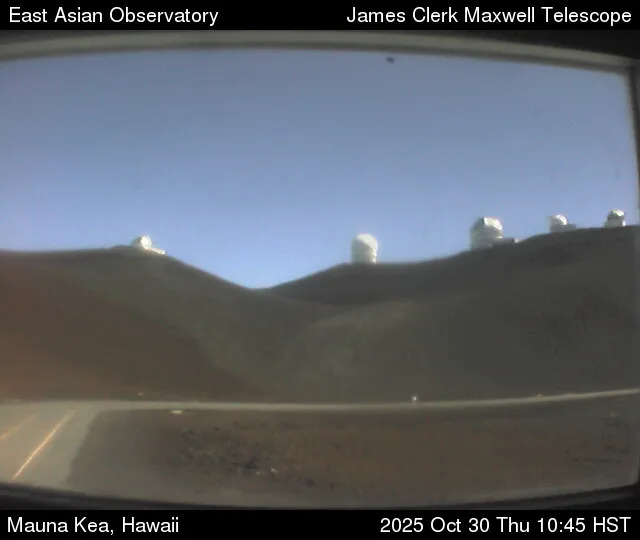 East Asian Observatory
James Clerk Maxwell Telescope
Mauna Kea, Hawaii
2025 Oct 30 Thu 10:45 HST